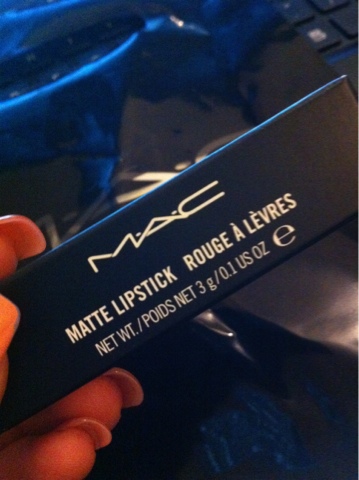 M·A·C
MATTE LIPSTICK ROUGE À LÈVRES
NET WT./POIDS NET 3 g/0.1 US OZ ℮